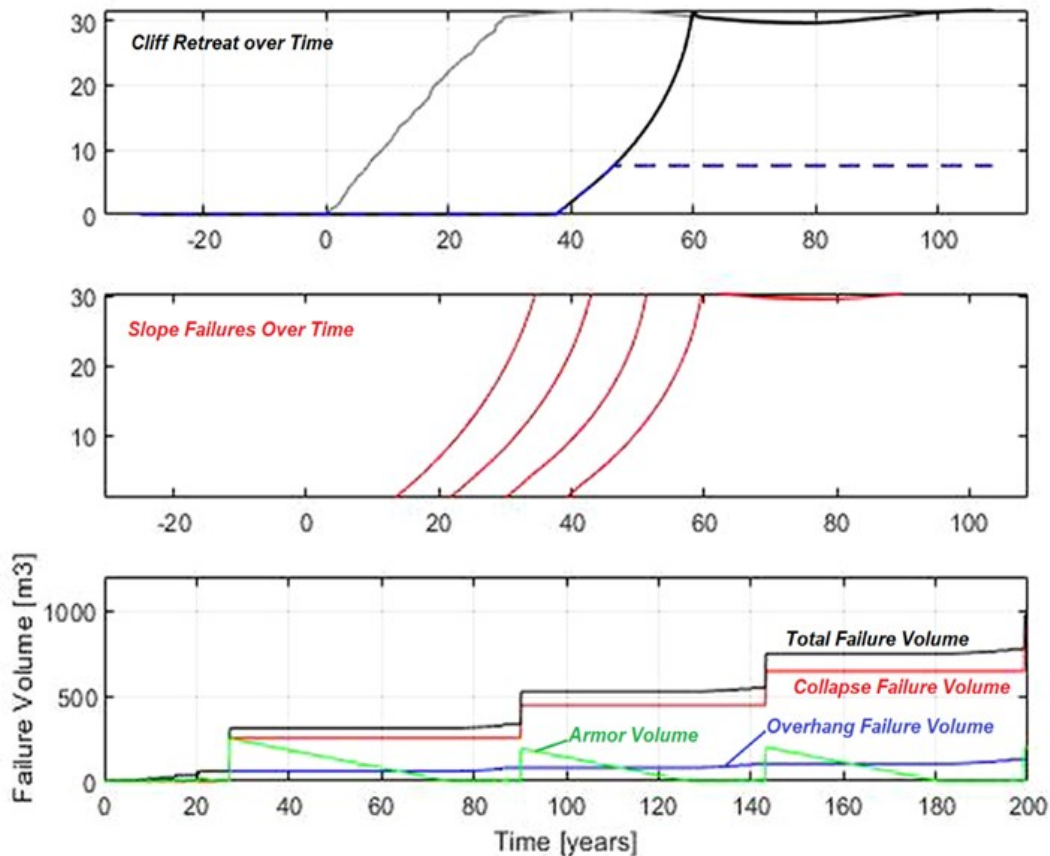 30
Cliff Retreat over Time
20
10
0
-20 0 20 40 60 80 100
30
Slope Failures Over Time
20
10
-20 0 20 40 60 80 100
Failure Volume [m3]
1000
Total Failure Volume
500
Collapse Failure Volume
Armor Volume
Overhang Failure Volume
0
0 20 40 60 80 100 120 140 160 180 200
Time [years]